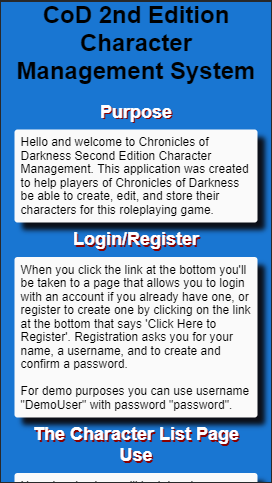 CoD 2nd Edition
Character
Management System
Purpose
Hello and welcome to Chronicles of
Darkness Second Edition Character
Management. This application was created
to help players of Chronicles of Darkness
be able to create, edit, and store their
characters for this roleplaying game.
Login/Register
When you click the link at the bottom you'll
be taken to a page that allows you to login
with an account if you already have one, or
register to create one by clicking on the link
at the bottom that says 'Click Here to
Register'. Registration asks you for your
name, a username, and to create and
confirm a password.
For demo purposes you can use username
"DemoUser" with password "password".
The Character List Page
Use